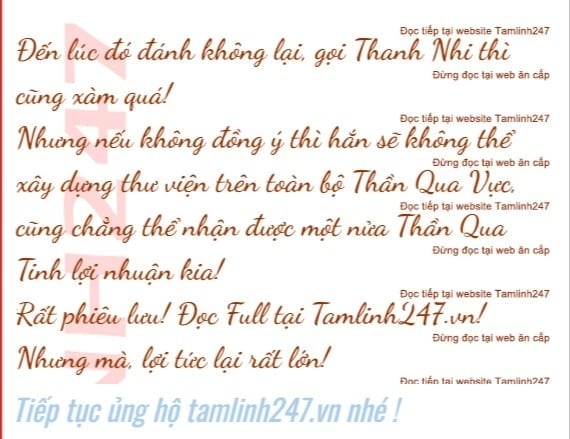 Đọc tiếp tại website Tamlinh247
Đến lúc đó đánh không lại, gọi Thanh Nhi thì
Đừng đọc tại web ăn cắp
cũng xàm quá!
Đọc tiếp tại website Tamlinh247
Nhưng nếu không đồng ý thì hắn sẽ không thể
Đừng đọc tại web ăn cắp
xây dựng thư viện trên toàn bộ Thần Qua Vực,
Đọc tiếp tại website Tamlinh247
cũng chẳng thể nhận được một nửa Thần Qua
Đừng đọc tại web ăn cắp
Tinh lợi nhuận kia!
Đọc tiếp tại website Tamlinh247
Rất phiêu lưu! Đọc Full tại Tamlinh247.vn!
Đừng đọc tại web ăn cắp
Nhưng mà, lợi tức lại rất lớn!
Đọc tiếp tại website Tamlinh247
Tiếp tục ủng hộ tamlinh247.vn nhé !
NH247